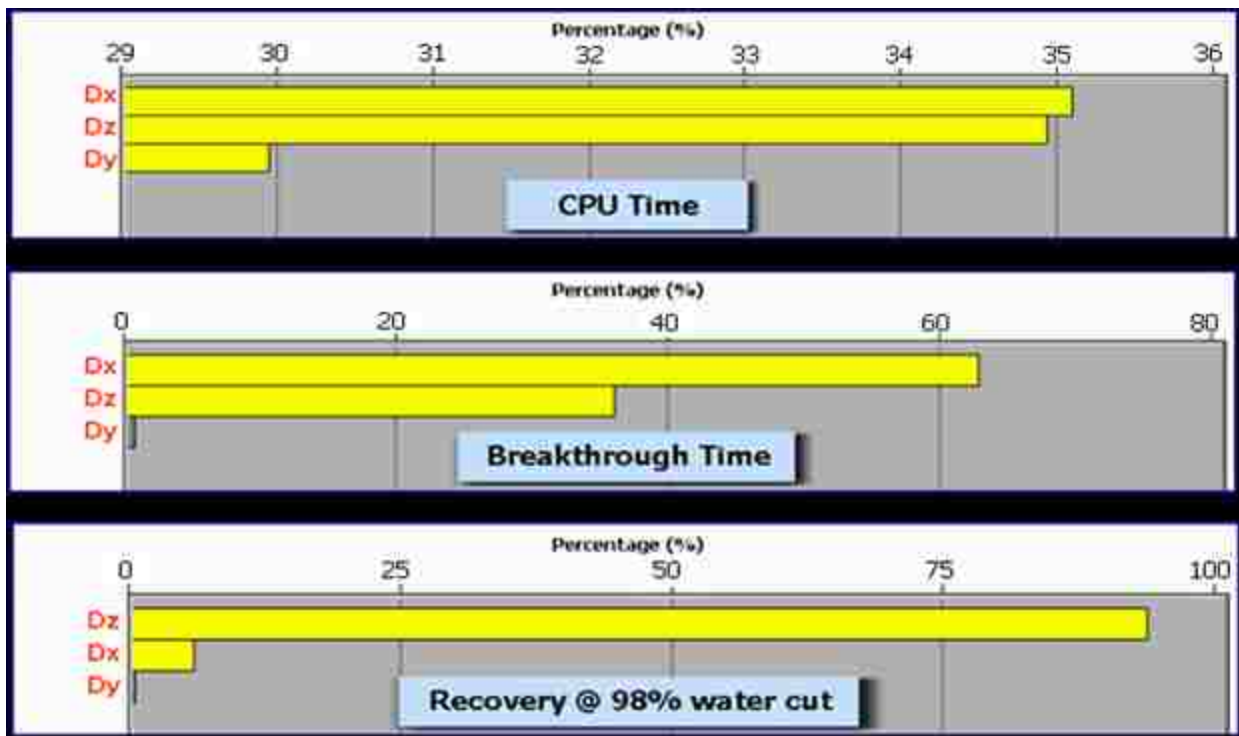 Percentage (%)
29 30 31 32 33 34 35 36
Dx
Dz
Dy
CPU Time
Percentage (%)
0 20 40 60 80
Dx
Dz
Dy
Breakthrough Time
Percentage (%)
0 25 50 75 100
Dz
Dx
Dy
Recovery @ 98% water cut